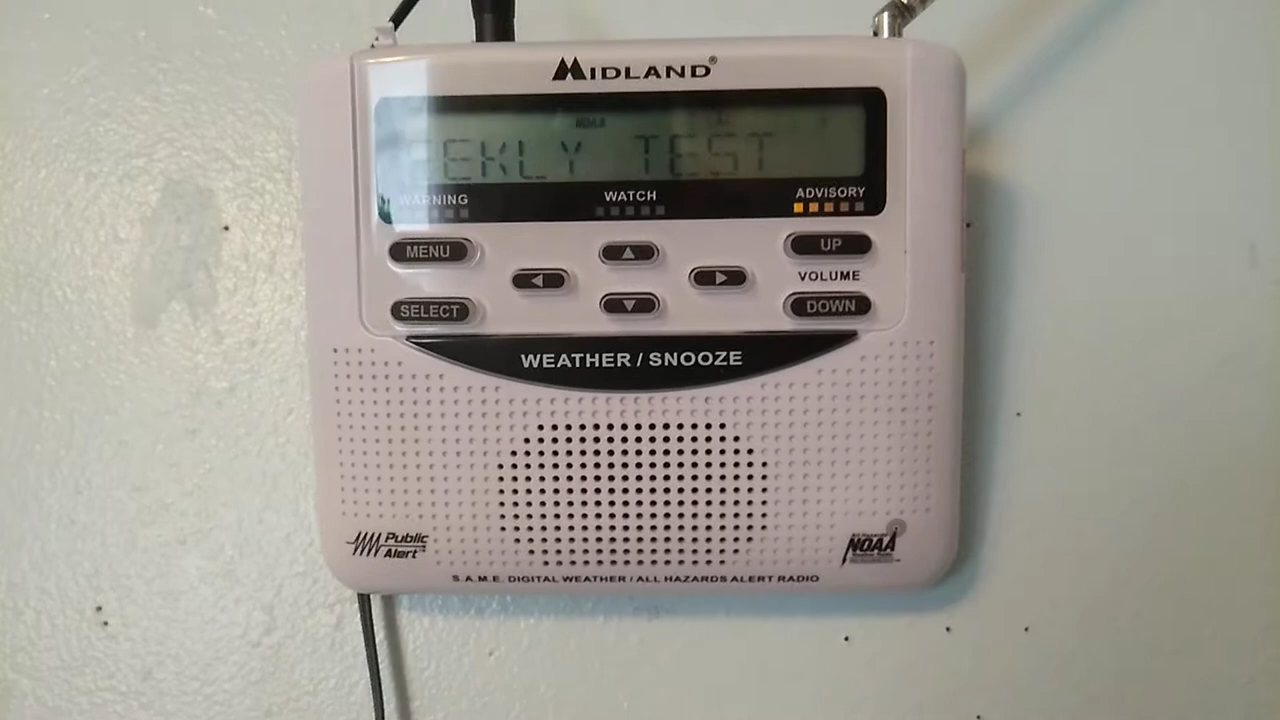 MIDLAND®
EKLY TEST
WARNING
WATCH
ADVISORY
MENU
UP
VOLUME
SELECT
DOWN
WEATHER / SNOOZE
Public
Alert™
NOAA
S.A.M.E. DIGITAL WEATHER / ALL HAZARDS ALERT RADIO